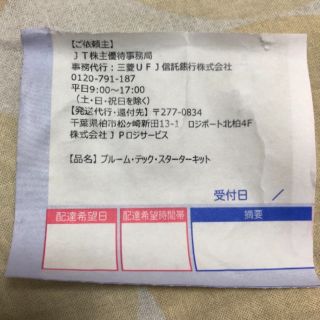 【ご依頼主】
JT株主優待事務局
事務代行：三菱UFJ信託銀行株式会社
0120-791-187
平日9:00～17:00
（土・日・祝日を除く）
【発送代行・還付先】〒277-0834
千葉県柏市松ヶ崎新田13-1 ロジポート北柏4F
株式会社JPロジサービス
【品名】プルーム・テック・スターターキット
受付日 /
配達希望日 配達希望時間帯 摘要